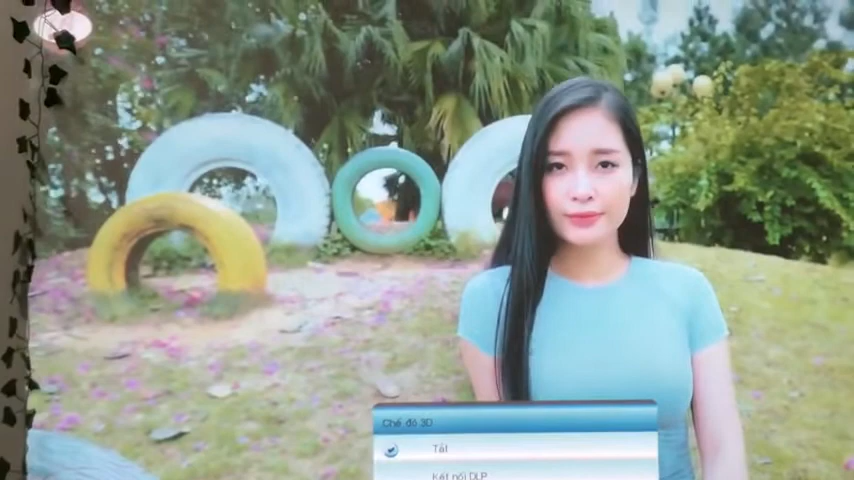 Chế độ 3D
Tắt
Kết nối DLP